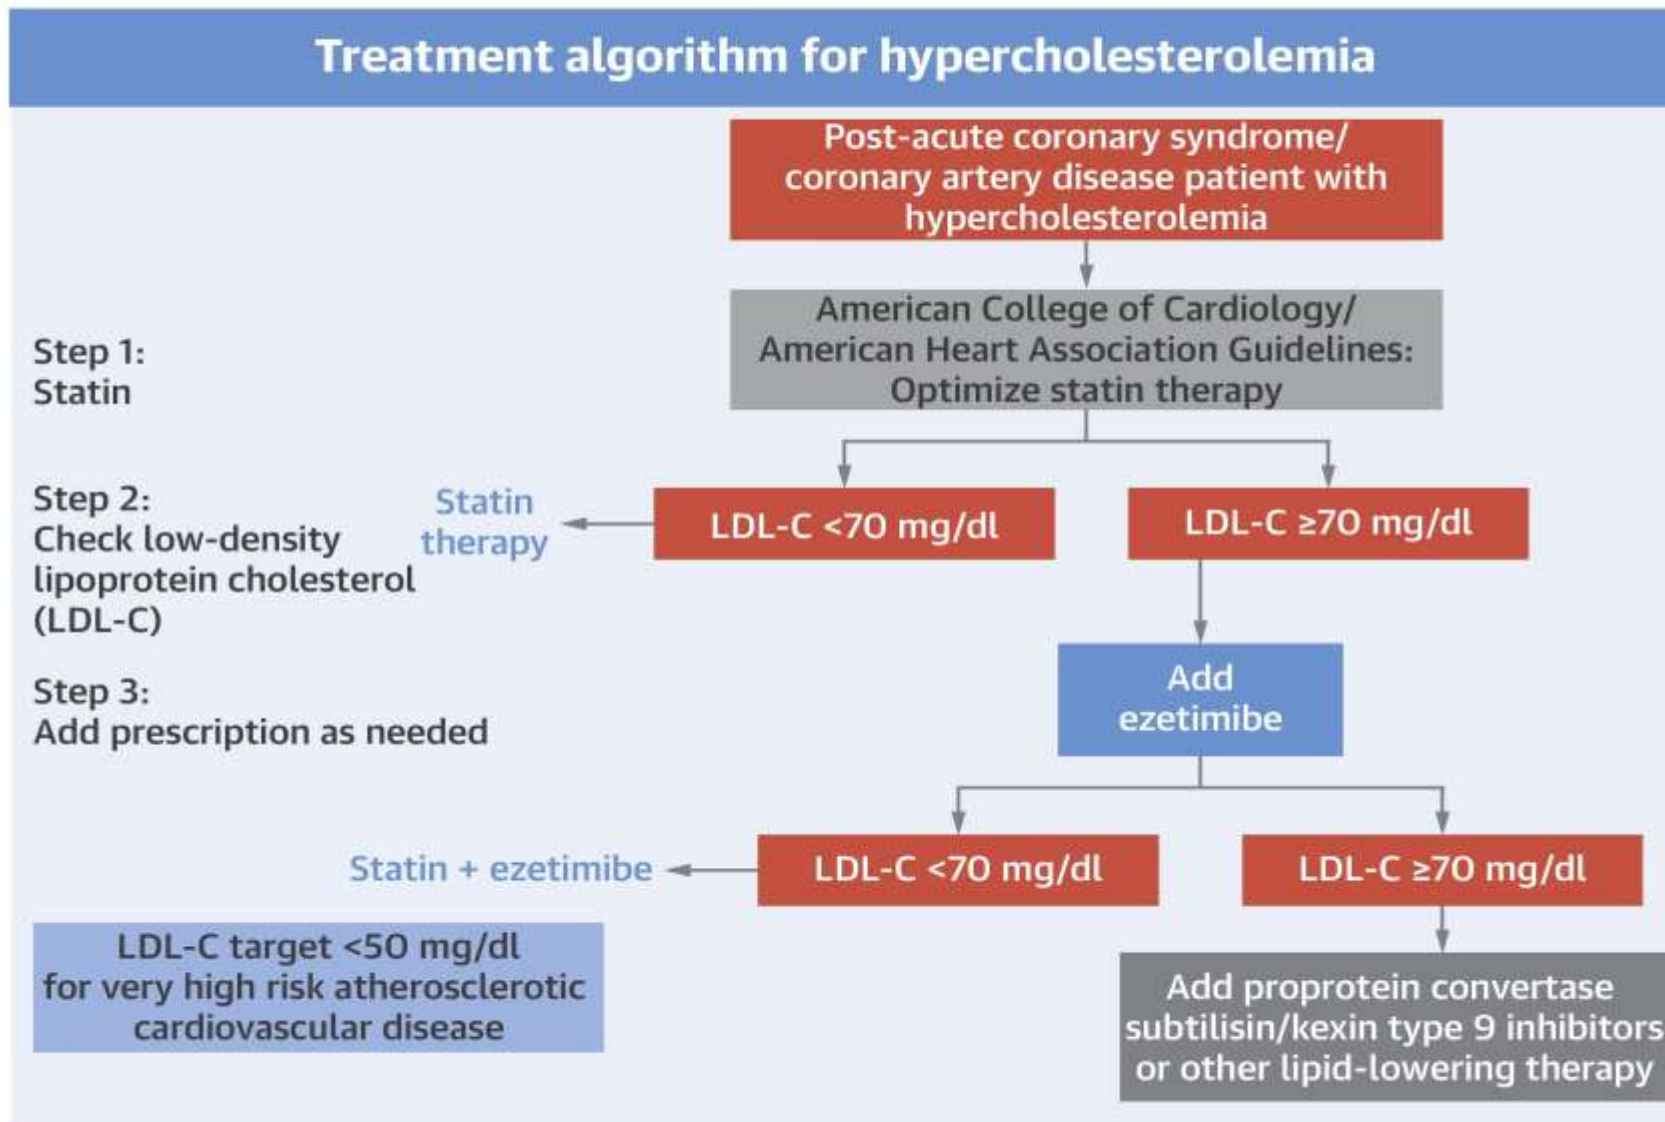 Treatment algorithm for hypercholesterolemia
Post-acute coronary syndrome/
coronary artery disease patient with
hypercholesterolemia
Step 1:
Statin
American College of Cardiology/
American Heart Association Guidelines:
Optimize statin therapy
Step 2:
Check low-density
lipoprotein cholesterol
(LDL-C)
Statin
therapy
LDL-C <70 mg/dl
LDL-C ≥70 mg/dl
Step 3:
Add prescription as needed
Add
ezetimibe
Statin + ezetimibe
LDL-C <70 mg/dl
LDL-C ≥70 mg/dl
LDL-C target <50 mg/dl
for very high risk atherosclerotic
cardiovascular disease
Add proprotein convertase
subtilisin/kexin type 9 inhibitors
or other lipid-lowering therapy